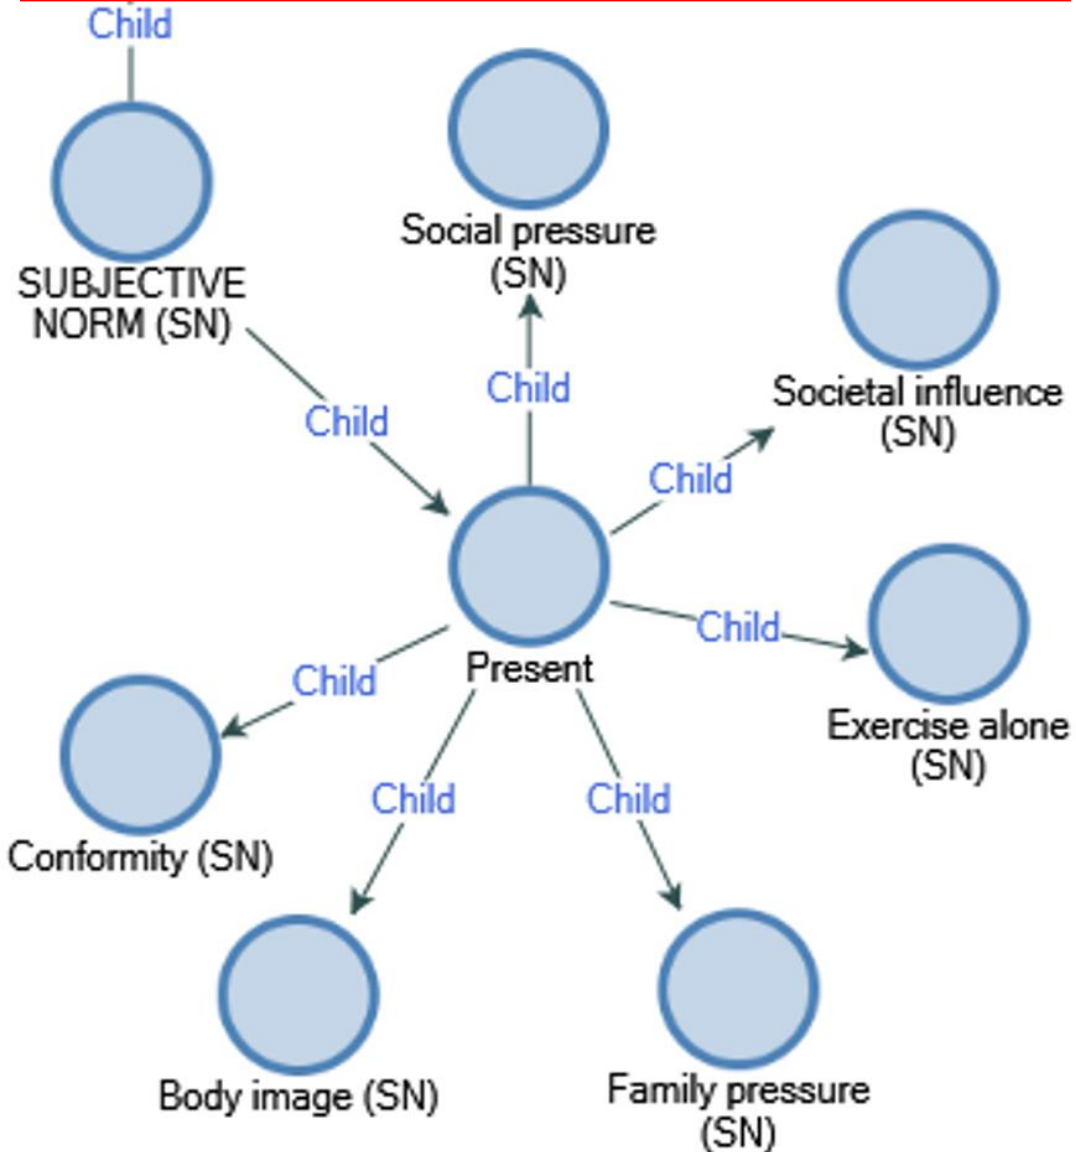 Child
SUBJECTIVE
NORM (SN)
Social pressure
(SN)
Societal influence
(SN)
Child
Child
Child
Child
Present
Exercise alone
(SN)
Child
Conformity (SN)
Child
Child
Body image (SN)
Family pressure
(SN)